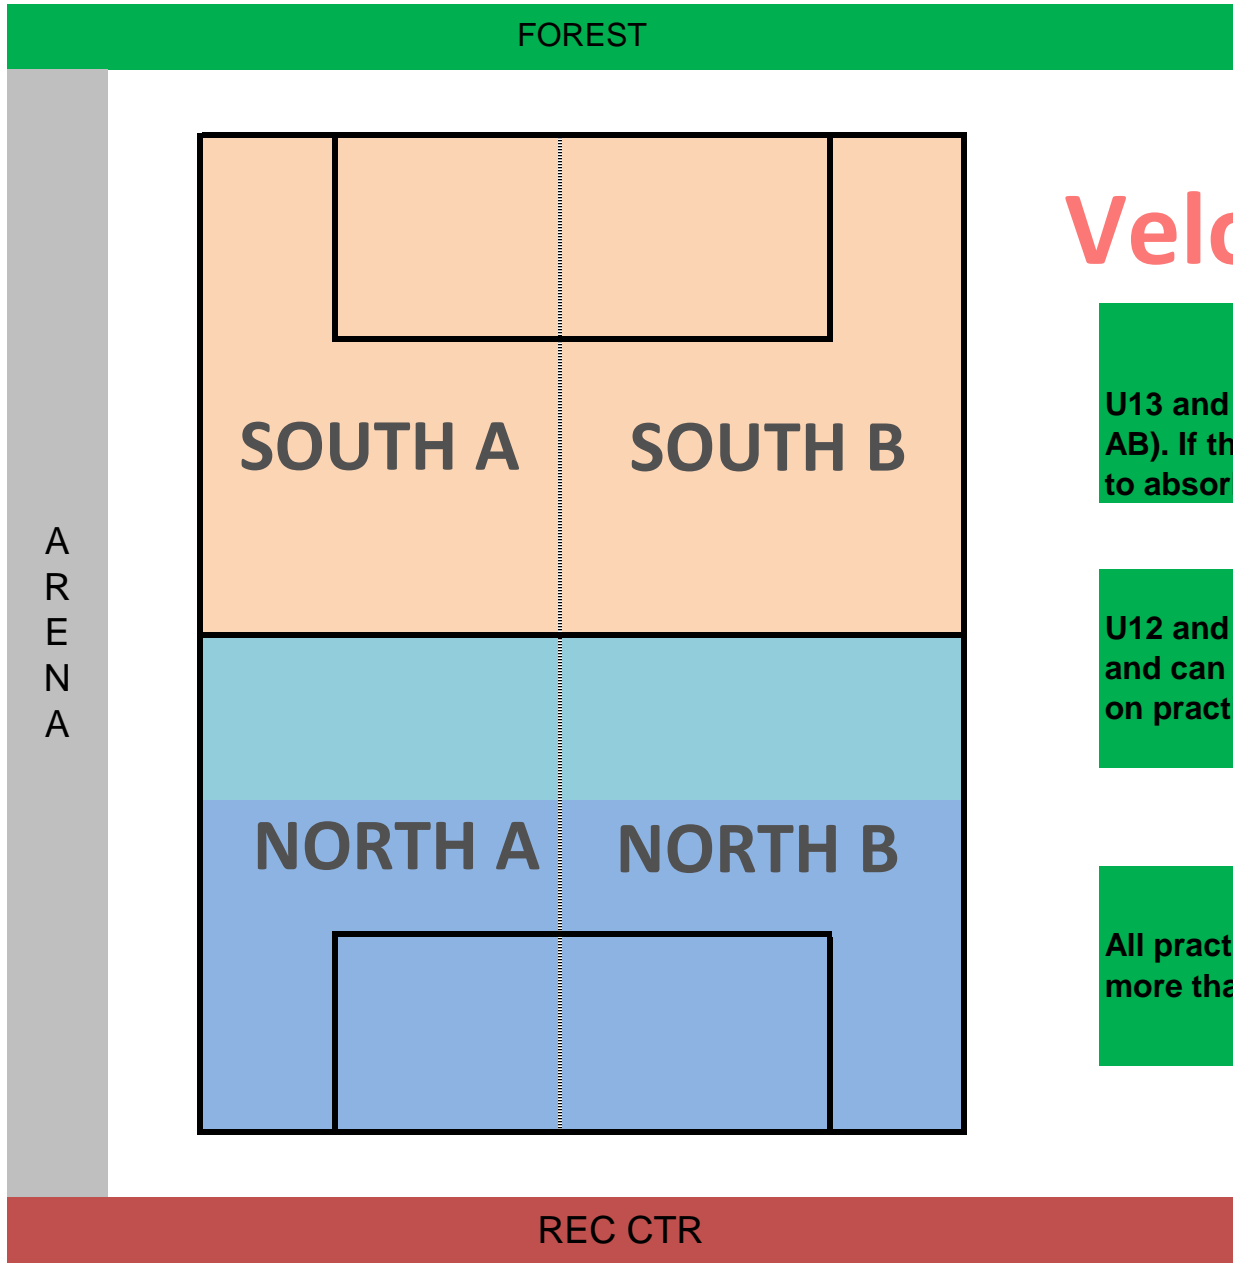 FOREST
Velo
SOUTH A
SOUTH B
U13 and
AB). If th
to absor
A
R
E
N
A
U12 and
and can
on pract
NORTH A
NORTH B
All pract
more tha
REC CTR